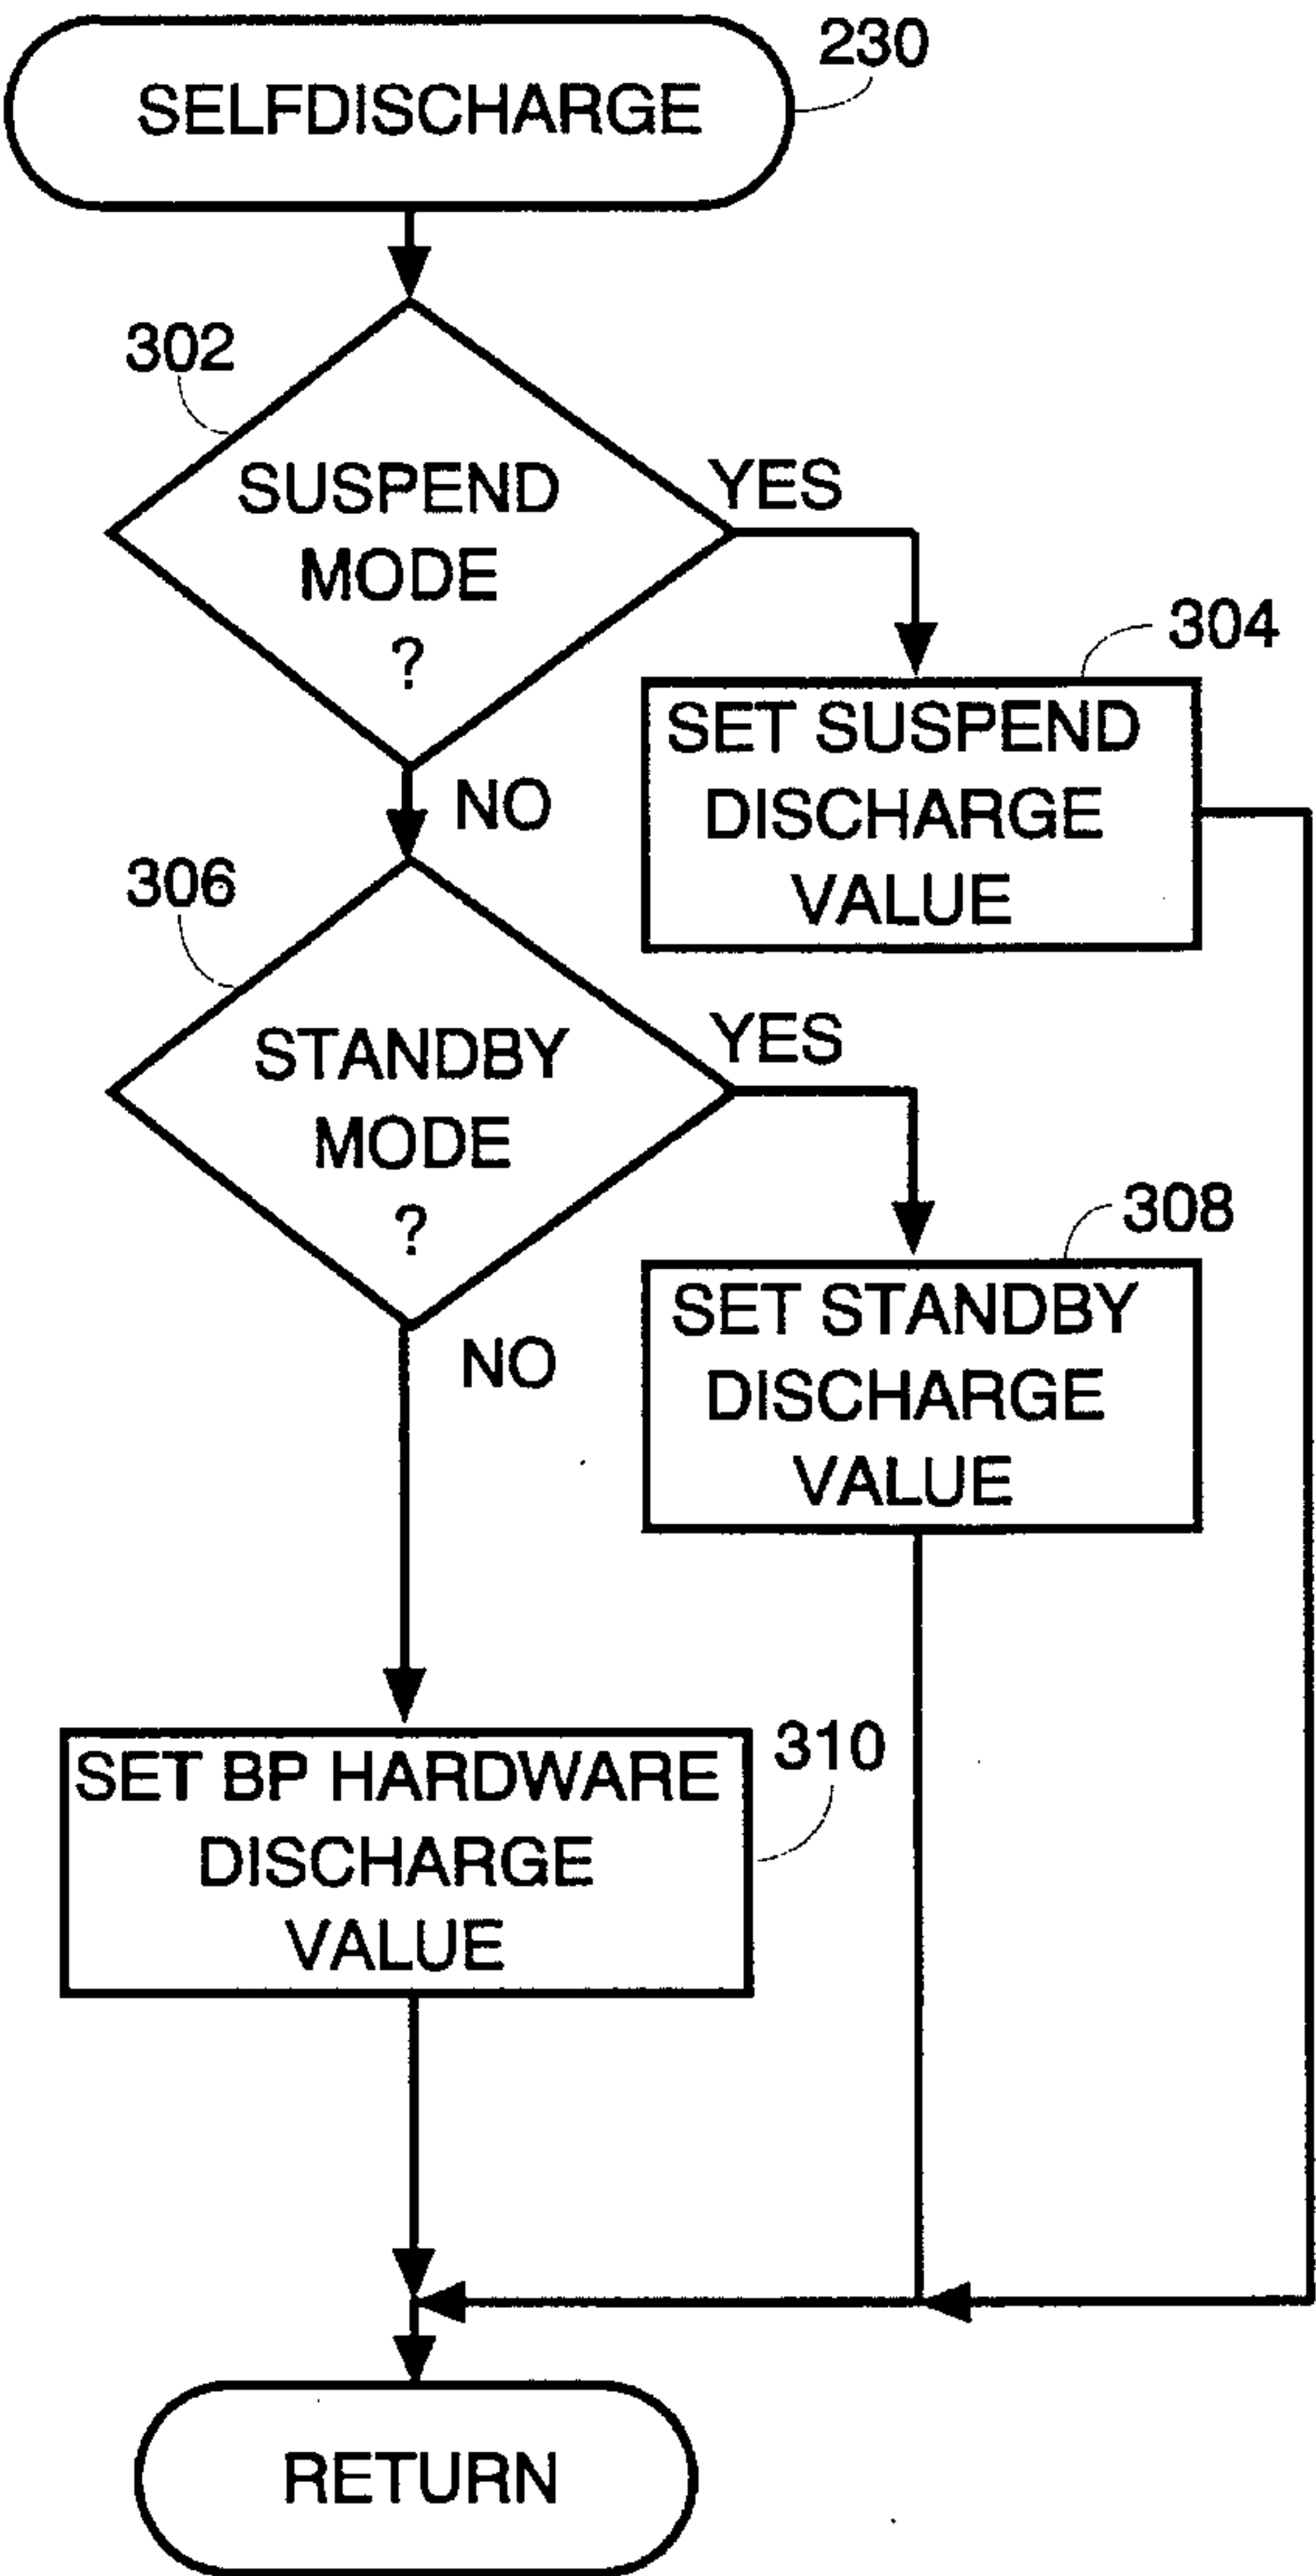 230
SELFDISCHARGE
302
SUSPEND
MODE
?
YES
NO
304
SET SUSPEND
DISCHARGE
VALUE
306
STANDBY
MODE
?
YES
NO
308
SET STANDBY
DISCHARGE
VALUE
310
SET BP HARDWARE
DISCHARGE
VALUE
RETURN